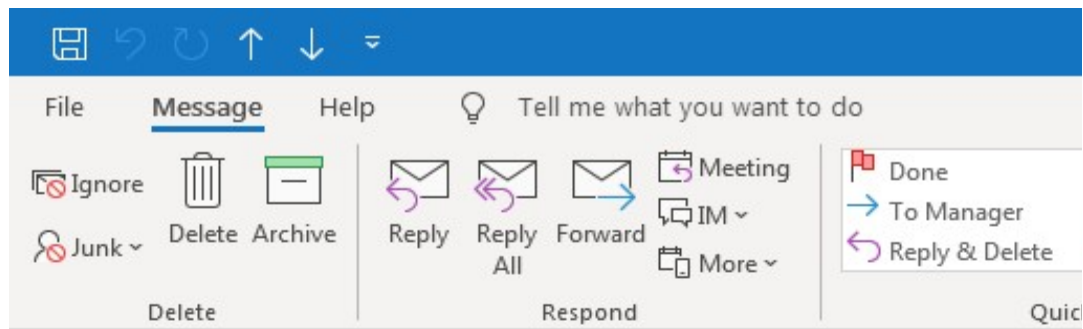 File Message Help Tell me what you want to do
Ignore
Junk
Delete
Archive
Reply
Reply
All
Forward
Meeting
IM
More
Done
To Manager
Reply & Delete
Delete Respond Quic